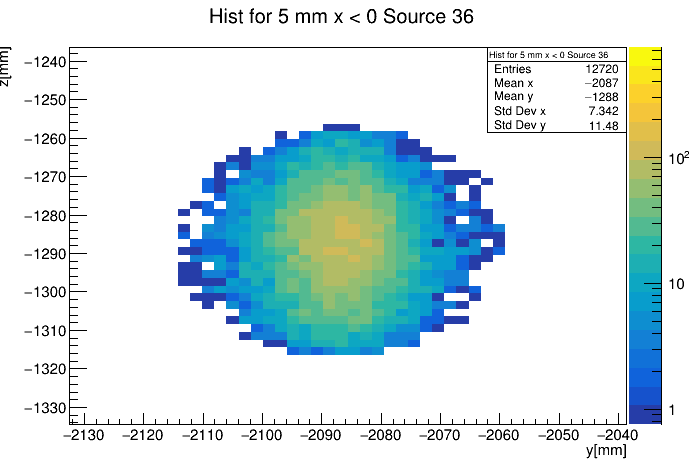 Hist for 5 mm x < 0 Source 36
z[mm]
Hist for 5 mm x < 0 Source 36
Entries 12720
Mean x −2087
Mean y −1288
Std Dev x 7.342
Std Dev y 11.48
−1240
−1250
−1260
−1270
−1280
−1290
−1300
−1310
−1320
−1330
10²
10
1
−2130 −2120 −2110 −2100 −2090 −2080 −2070 −2060 −2050 −2040
y[mm]